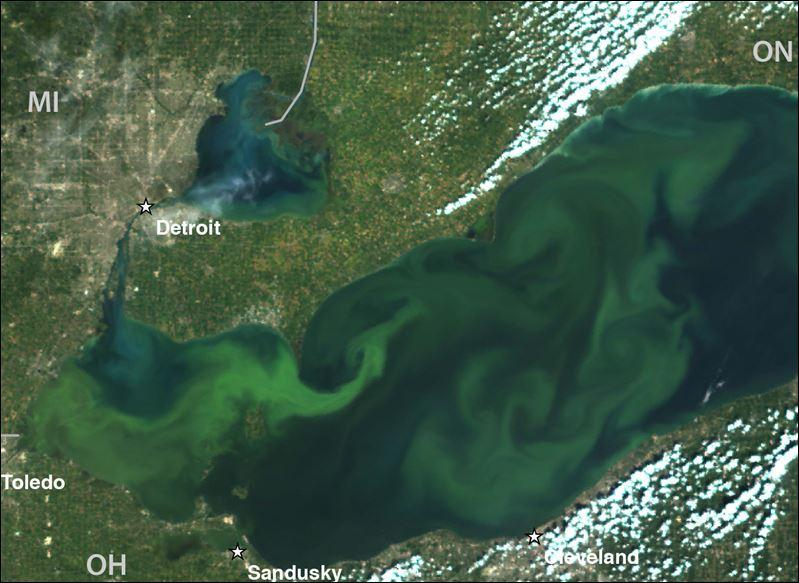 ON
MI
Detroit
Toledo
Cleveland
OH
Sandusky